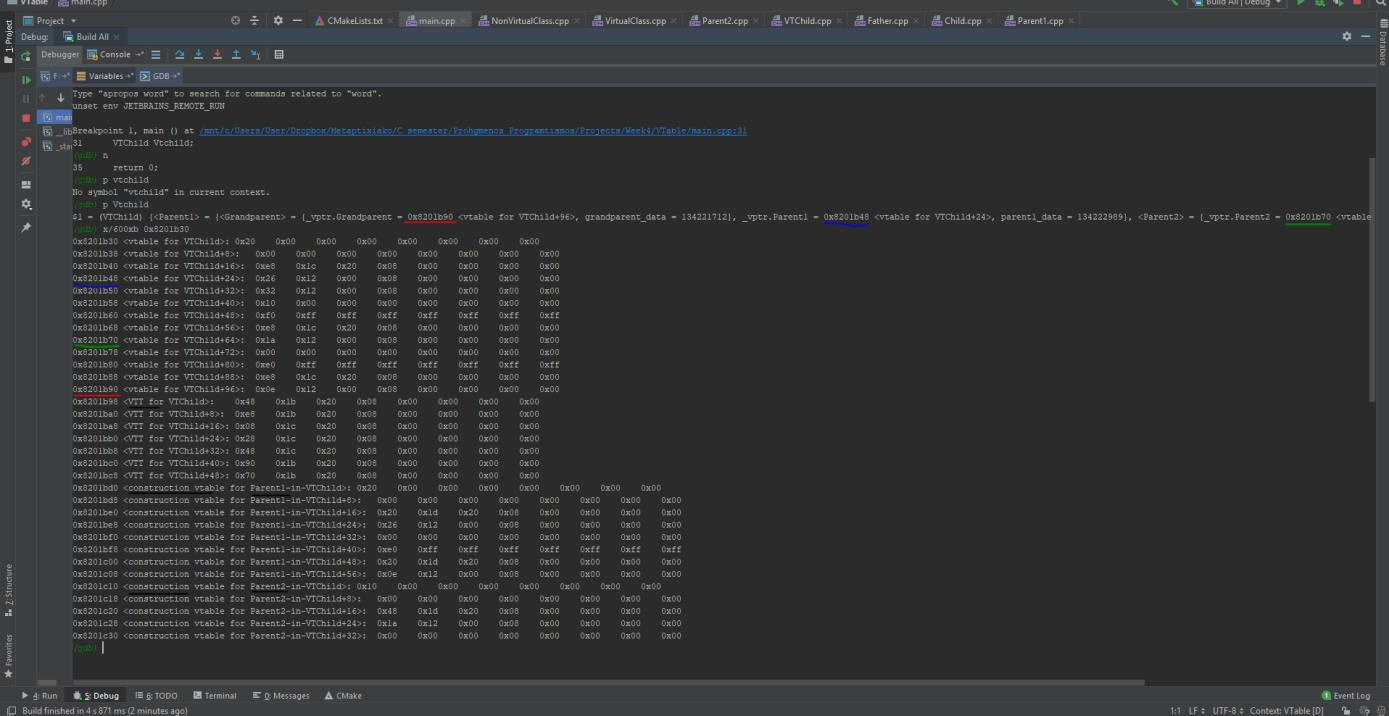 VTable main.cpp Build All | Debug
Project CMakeLists.txt main.cpp NonVirtualClass.cpp VirtualClass.cpp Parent2.cpp VTChild.cpp Father.cpp Child.cpp Parent1.cpp
1: Project
Debug: Build All
Database
Debugger Console
F Variables GDB
Type "apropos word" to search for commands related to "word".
unset env JETBRAINS_REMOTE_RUN
mai
__lib
_sta
Breakpoint 1, main () at /mnt/c/Users/User/Dropbox/Metaptixiako/C_semester/Prohgmenos_Programtismos/Projects/Week4/VTable/main.cpp:31
31 VTChild Vtchild;
(gdb) n
35 return 0;
(gdb) p vtchild
No symbol "vtchild" in current context.
(gdb) p Vtchild
$1 = (VTChild) {<Parent1> = {<Grandparent> = {_vptr.Grandparent = 0x8201b90 <vtable for VTChild+96>, grandparent_data = 134221712}, _vptr.Parent1 = 0x8201b48 <vtable for VTChild+24>, parent1_data = 134222989}, <Parent2> = {_vptr.Parent2 = 0x8201b70 <vtable
(gdb) x/600xb 0x8201b30
0x8201b30 <vtable for VTChild>: 0x20 0x00 0x00 0x00 0x00 0x00 0x00 0x00
0x8201b38 <vtable for VTChild+8>: 0x00 0x00 0x00 0x00 0x00 0x00 0x00 0x00
0x8201b40 <vtable for VTChild+16>: 0xe8 0x1c 0x20 0x08 0x00 0x00 0x00 0x00
0x8201b48 <vtable for VTChild+24>: 0x26 0x12 0x00 0x08 0x00 0x00 0x00 0x00
0x8201b50 <vtable for VTChild+32>: 0x32 0x12 0x00 0x08 0x00 0x00 0x00 0x00
0x8201b58 <vtable for VTChild+40>: 0x10 0x00 0x00 0x00 0x00 0x00 0x00 0x00
0x8201b60 <vtable for VTChild+48>: 0xf0 0xff 0xff 0xff 0xff 0xff 0xff 0xff
0x8201b68 <vtable for VTChild+56>: 0xe8 0x1c 0x20 0x08 0x00 0x00 0x00 0x00
0x8201b70 <vtable for VTChild+64>: 0x1a 0x12 0x00 0x08 0x00 0x00 0x00 0x00
0x8201b78 <vtable for VTChild+72>: 0x00 0x00 0x00 0x00 0x00 0x00 0x00 0x00
0x8201b80 <vtable for VTChild+80>: 0xe0 0xff 0xff 0xff 0xff 0xff 0xff 0xff
0x8201b88 <vtable for VTChild+88>: 0xe8 0x1c 0x20 0x08 0x00 0x00 0x00 0x00
0x8201b90 <vtable for VTChild+96>: 0x0e 0x12 0x00 0x08 0x00 0x00 0x00 0x00
0x8201b98 <VTT for VTChild>: 0x48 0x1b 0x20 0x08 0x00 0x00 0x00 0x00
0x8201ba0 <VTT for VTChild+8>: 0xe8 0x1b 0x20 0x08 0x00 0x00 0x00 0x00
0x8201ba8 <VTT for VTChild+16>: 0x08 0x1c 0x20 0x08 0x00 0x00 0x00 0x00
0x8201bb0 <VTT for VTChild+24>: 0x28 0x1c 0x20 0x08 0x00 0x00 0x00 0x00
0x8201bb8 <VTT for VTChild+32>: 0x48 0x1c 0x20 0x08 0x00 0x00 0x00 0x00
0x8201bc0 <VTT for VTChild+40>: 0x90 0x1b 0x20 0x08 0x00 0x00 0x00 0x00
0x8201bc8 <VTT for VTChild+48>: 0x70 0x1b 0x20 0x08 0x00 0x00 0x00 0x00
0x8201bd0 <construction vtable for Parent1-in-VTChild>: 0x20 0x00 0x00 0x00 0x00 0x00 0x00 0x00
0x8201bd8 <construction vtable for Parent1-in-VTChild+8>: 0x00 0x00 0x00 0x00 0x00 0x00 0x00 0x00
0x8201be0 <construction vtable for Parent1-in-VTChild+16>: 0x20 0x1d 0x20 0x08 0x00 0x00 0x00 0x00
0x8201be8 <construction vtable for Parent1-in-VTChild+24>: 0x26 0x12 0x00 0x08 0x00 0x00 0x00 0x00
0x8201bf0 <construction vtable for Parent1-in-VTChild+32>: 0x00 0x00 0x00 0x00 0x00 0x00 0x00 0x00
0x8201bf8 <construction vtable for Parent1-in-VTChild+40>: 0xe0 0xff 0xff 0xff 0xff 0xff 0xff 0xff
0x8201c00 <construction vtable for Parent1-in-VTChild+48>: 0x20 0x1d 0x20 0x08 0x00 0x00 0x00 0x00
0x8201c08 <construction vtable for Parent1-in-VTChild+56>: 0x0e 0x12 0x00 0x08 0x00 0x00 0x00 0x00
0x8201c10 <construction vtable for Parent2-in-VTChild>: 0x10 0x00 0x00 0x00 0x00 0x00 0x00 0x00
0x8201c18 <construction vtable for Parent2-in-VTChild+8>: 0x00 0x00 0x00 0x00 0x00 0x00 0x00 0x00
0x8201c20 <construction vtable for Parent2-in-VTChild+16>: 0x48 0x1d 0x20 0x08 0x00 0x00 0x00 0x00
0x8201c28 <construction vtable for Parent2-in-VTChild+24>: 0x1a 0x12 0x00 0x08 0x00 0x00 0x00 0x00
0x8201c30 <construction vtable for Parent2-in-VTChild+32>: 0x00 0x00 0x00 0x00 0x00 0x00 0x00 0x00
(gdb)
Z: Structure
Favorites
4: Run 5: Debug 6: TODO Terminal 0: Messages CMake 1 Event Log
Build finished in 4 s 871 ms (2 minutes ago) 1:1 LF UTF-8 Context: VTable [D]